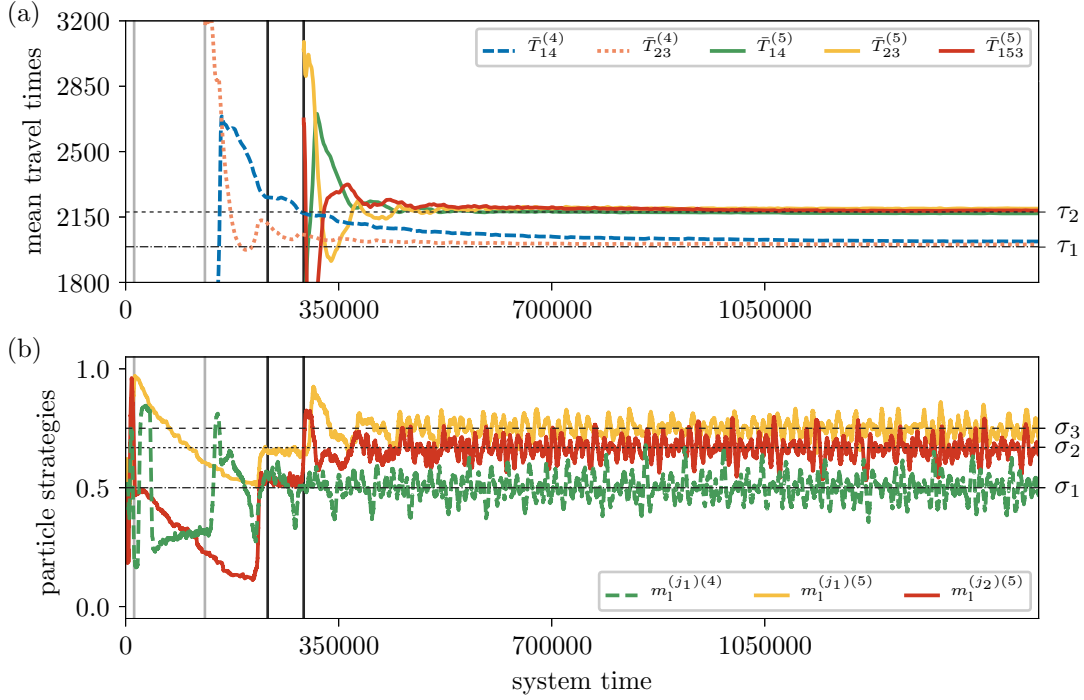 (a)
mean travel times
3200
2850
2500
2150
1800
T̄₁₄⁽⁴⁾ T̄₂₃⁽⁴⁾ T̄₁₄⁽⁵⁾ T̄₂₃⁽⁵⁾ T̄₁₅₃⁽⁵⁾
τ₂
τ₁
0 350000 700000 1050000
(b)
particle strategies
1.0
0.5
0.0
σ₃
σ₂
σ₁
m₁^(j₁)(4) m₁^(j₁)(5) m₁^(j₂)(5)
0 350000 700000 1050000
system time